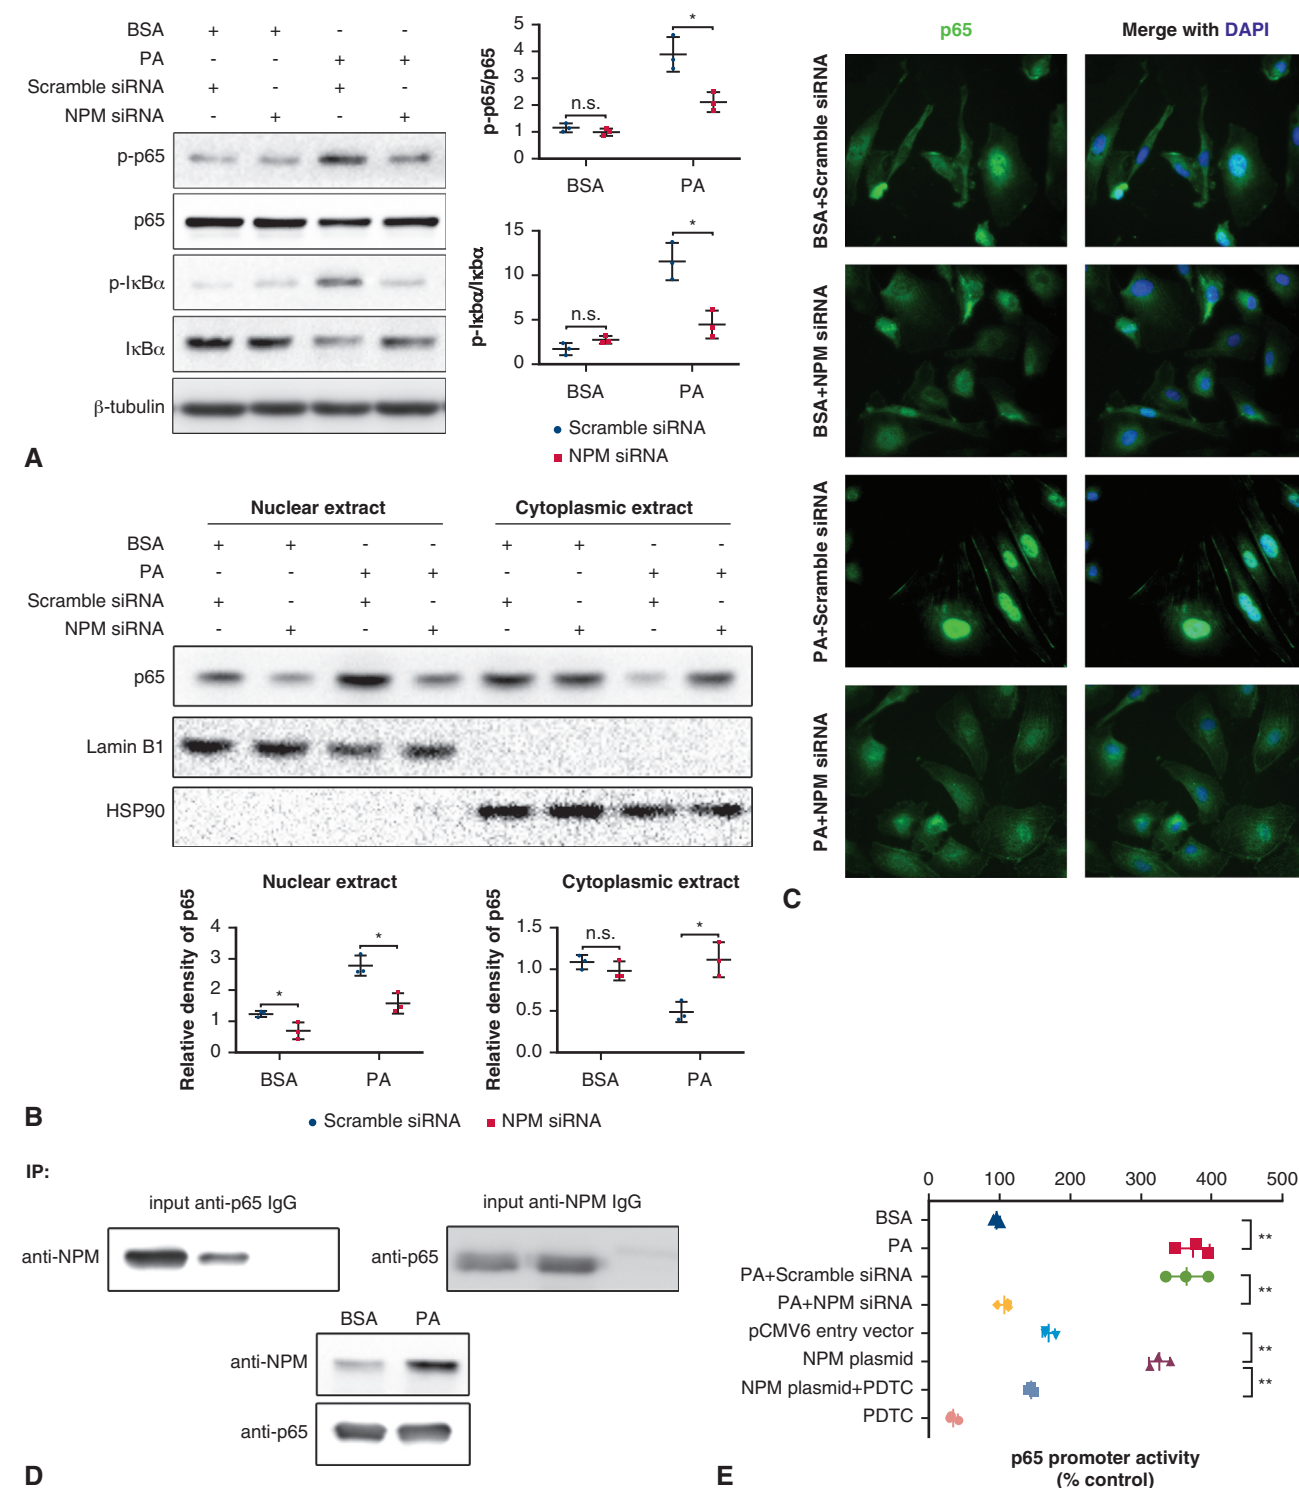 BSA + + - -
PA - - + +
Scramble siRNA + - + -
NPM siRNA - + - +
p-p65
p65
p-IκBα
IκBα
β-tubulin
p-p65/p65
5
4
3
2
1
0
n.s.
*
BSA PA
p-Iκbα/Iκbα
15
10
5
0
n.s.
*
BSA PA
Scramble siRNA
NPM siRNA
A
Nuclear extract Cytoplasmic extract
BSA + + - - + + - -
PA - - + + - - + +
Scramble siRNA + - + - + - + -
NPM siRNA - + - + - + - +
p65
Lamin B1
HSP90
Nuclear extract
Relative density of p65
4
3
2
1
0
*
*
BSA PA
Cytoplasmic extract
Relative density of p65
1.5
1.0
0.5
0.0
n.s.
*
BSA PA
Scramble siRNA NPM siRNA
B
p65 Merge with DAPI
BSA+Scramble siRNA
BSA+NPM siRNA
PA+Scramble siRNA
PA+NPM siRNA
C
IP:
input anti-p65 IgG
anti-NPM
input anti-NPM IgG
anti-p65
BSA PA
anti-NPM
anti-p65
D
0 100 200 300 400 500
BSA
PA
PA+Scramble siRNA
PA+NPM siRNA
pCMV6 entry vector
NPM plasmid
NPM plasmid+PDTC
PDTC
**
**
**
**
p65 promoter activity
(% control)
E